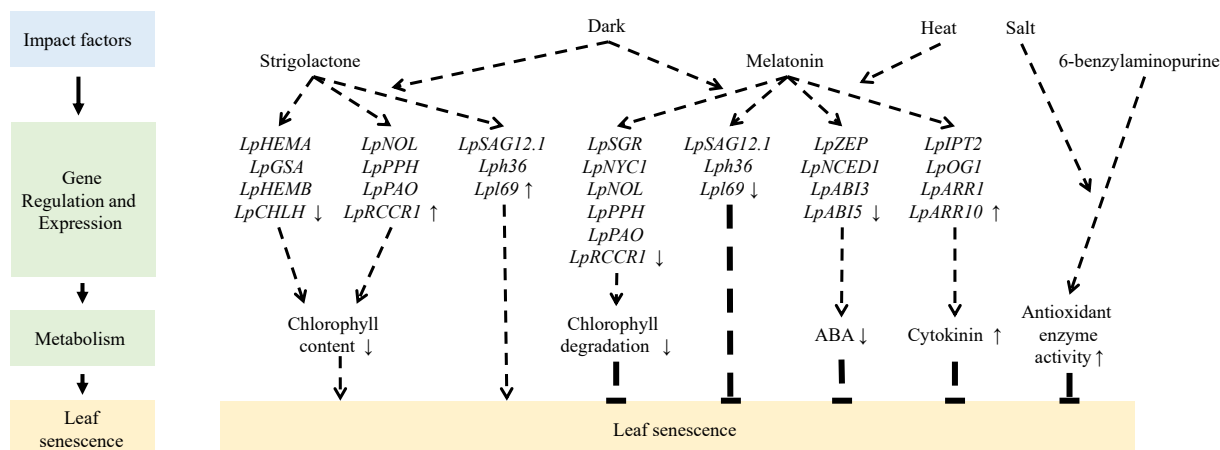 Impact factors
Gene
Regulation and
Expression
Metabolism
Leaf
senescence
Dark
Heat
Salt
Strigolactone
Melatonin
6-benzylaminopurine
LpHEMA
LpGSA
LpHEMB
LpCHLH ↓
LpNOL
LpPPH
LpPAO
LpRCCR1 ↑
LpSAG12.1
Lph36
Lpl69 ↑
LpSGR
LpNYC1
LpNOL
LpPPH
LpPAO
LpRCCR1 ↓
LpSAG12.1
Lph36
Lpl69 ↓
LpZEP
LpNCED1
LpABI3
LpABI5 ↓
LpIPT2
LpOG1
LpARR1
LpARR10 ↑
Chlorophyll
content ↓
Chlorophyll
degradation ↓
ABA ↓
Cytokinin ↑
Antioxidant
enzyme
activity ↑
Leaf senescence